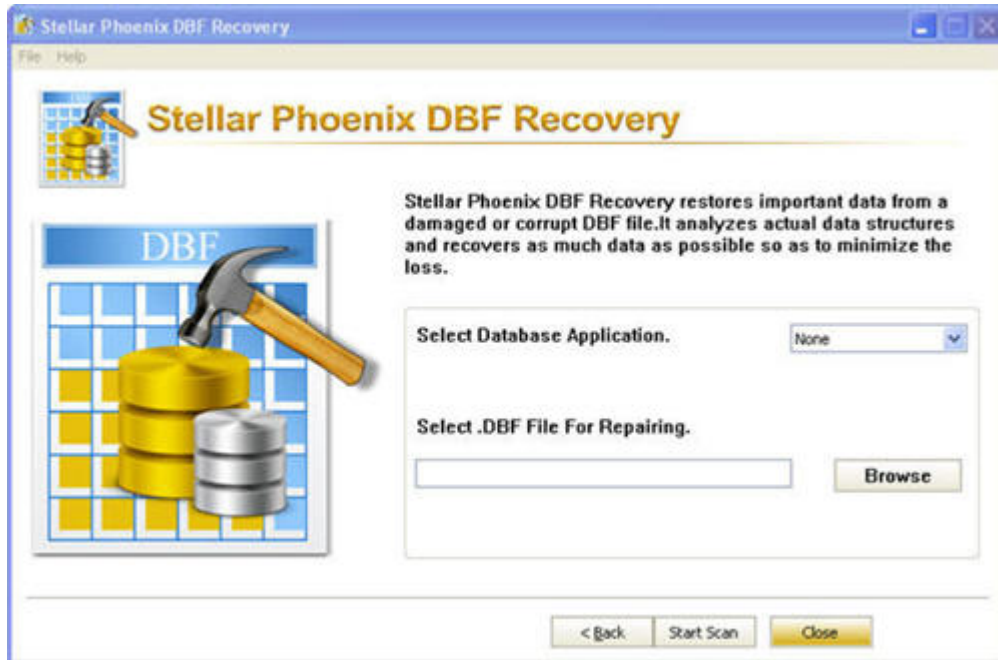 Stellar Phoenix DBF Recovery
File Help
Stellar Phoenix DBF Recovery
Stellar Phoenix DBF Recovery restores important data from a
damaged or corrupt DBF file.It analyzes actual data structures
and recovers as much data as possible so as to minimize the
loss.
DBF
Select Database Application.
None
Select .DBF File For Repairing.
Browse
< Back
Start Scan
Close